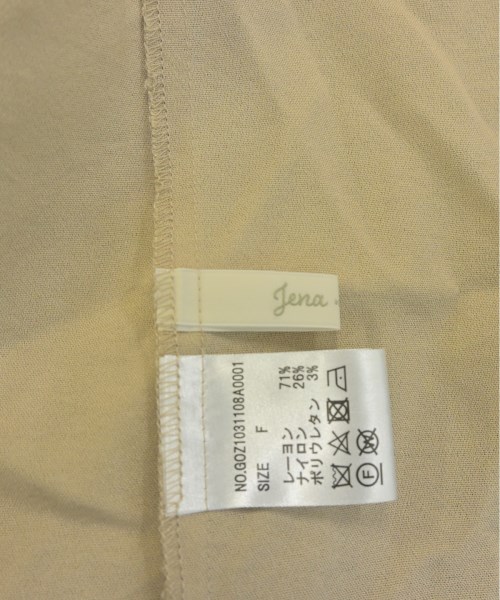 Jena
NO.GOZ1031108A0001
SIZE F
レーヨン 71%
ナイロン 26%
ポリウレタン 3%
F W